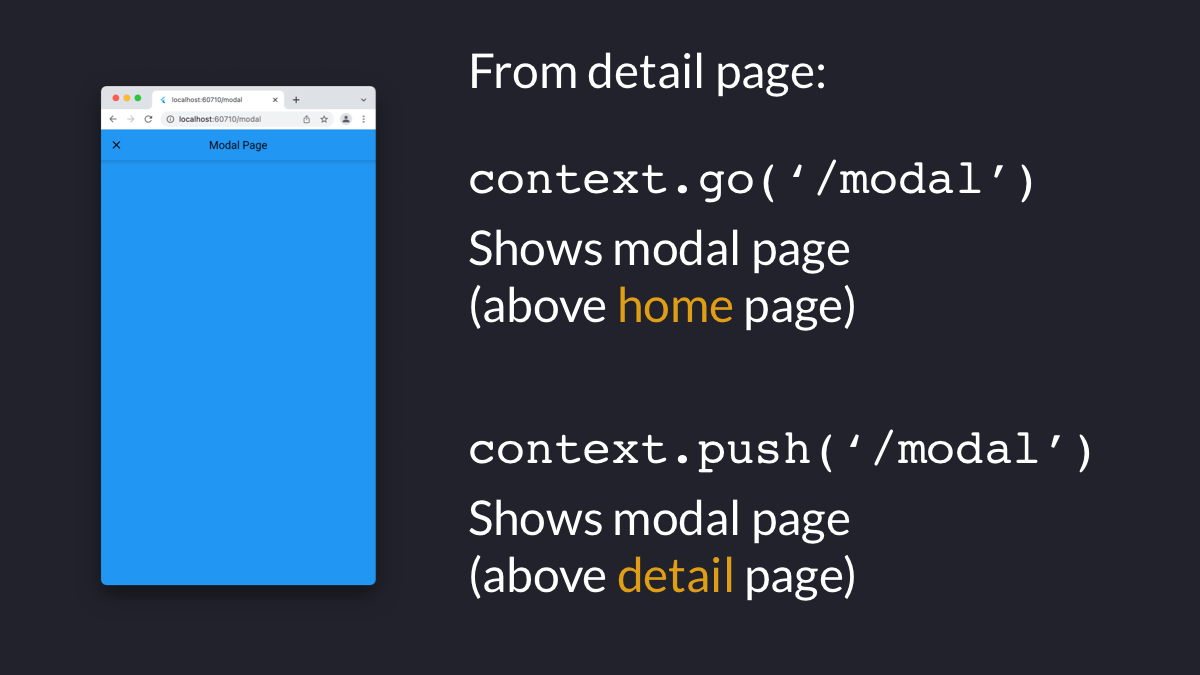 From detail page:
localhost:60710/modal
localhost:60710/modal
Modal Page
context.go(‘/modal’)
Shows modal page
(above home page)
context.push(‘/modal’)
Shows modal page
(above detail page)